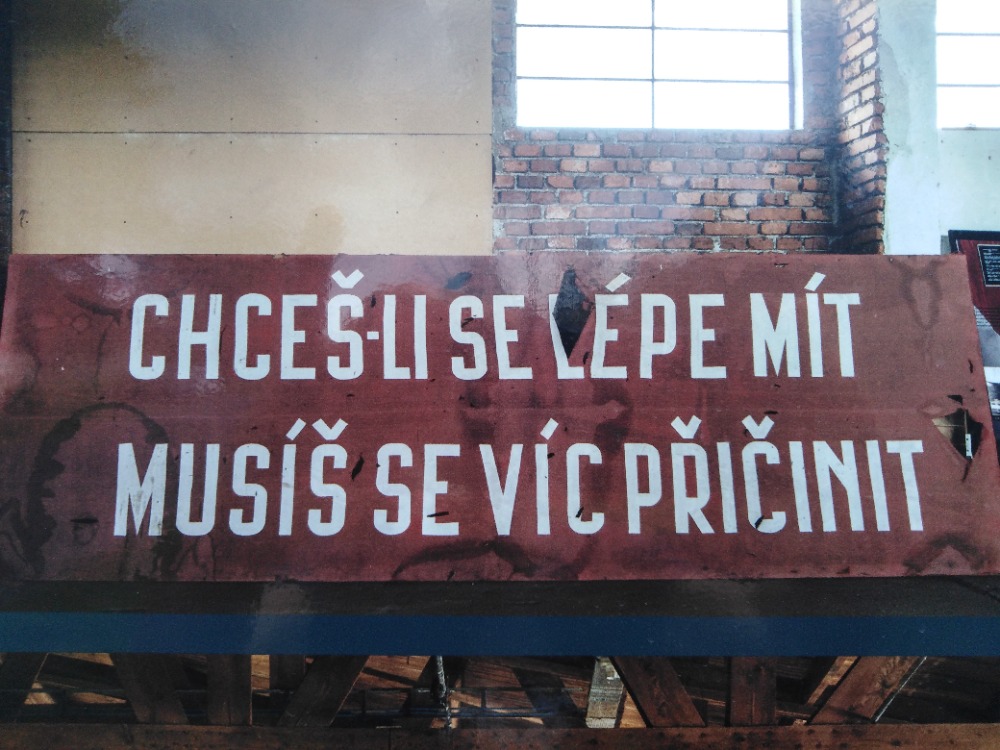 CHCEŠ-LI SE LÉPE MÍT
MUSÍŠ SE VÍC PŘIČINIT